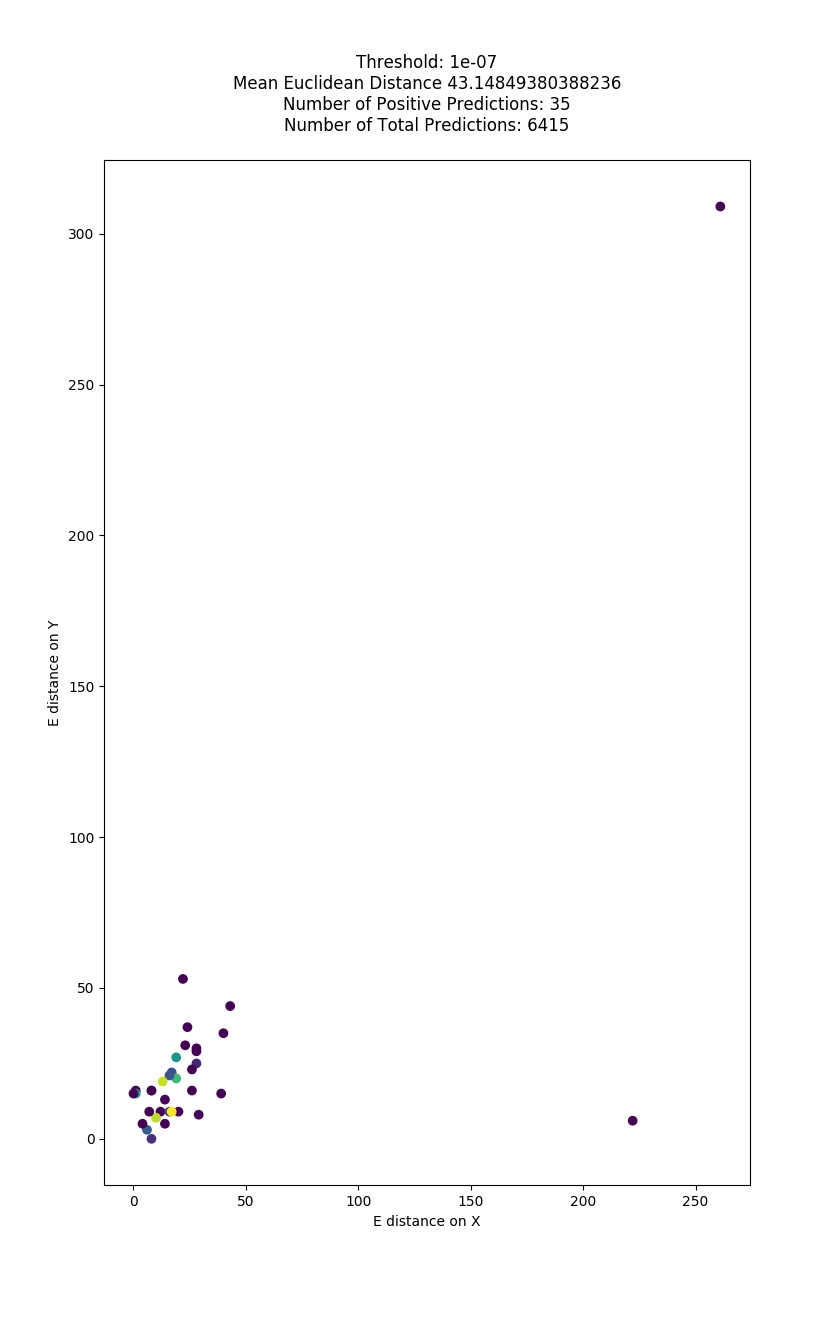 Threshold: 1e-07
Mean Euclidean Distance 43.14849380388236
Number of Positive Predictions: 35
Number of Total Predictions: 6415
300
250
200
150
100
50
0
E distance on Y
0 50 100 150 200 250
E distance on X